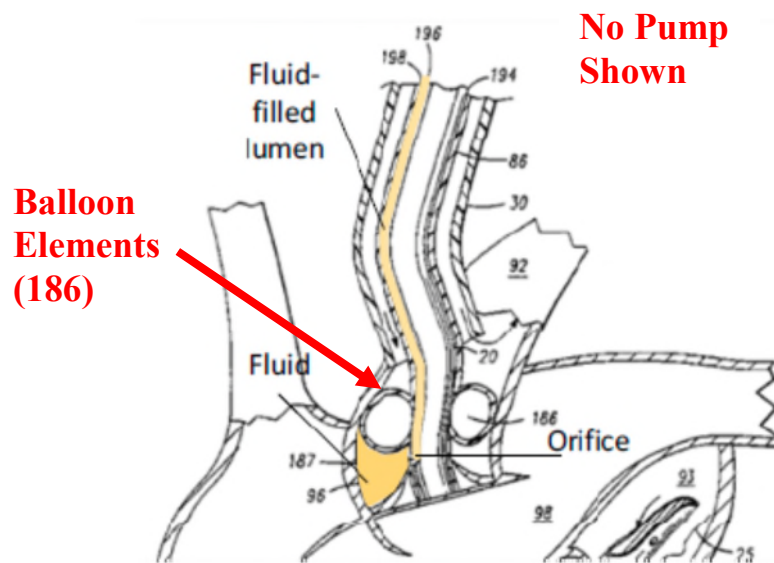 No Pump
Shown
196
198
194
Fluid-
filled
lumen
86
30
Balloon
Elements
(186)
92
20
Fluid
166
Orifice
187
96
93
98
25